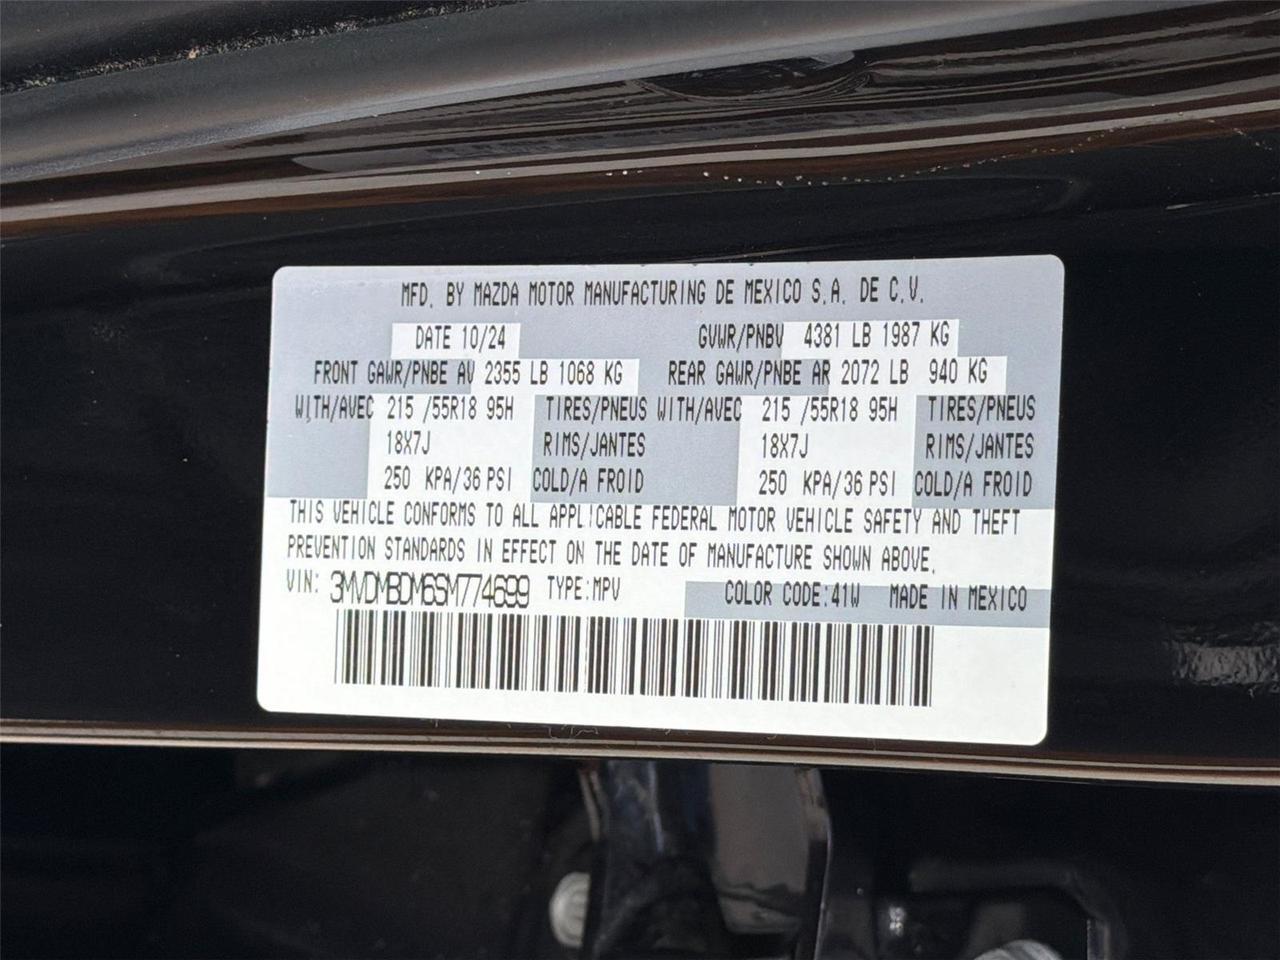 MFD. BY MAZDA MOTOR MANUFACTURING DE MEXICO S.A. DE C.V.
DATE 10/24 GVWR/PNBV 4381 LB 1987 KG
FRONT GAWR/PNBE AV 2355 LB 1068 KG REAR GAWR/PNBE AR 2072 LB 940 KG
WITH/AVEC 215 /55R18 95H TIRES/PNEUS WITH/AVEC 215 /55R18 95H TIRES/PNEUS
18X7J RIMS/JANTES 18X7J RIMS/JANTES
250 KPA/36 PSI COLD/A FROID 250 KPA/36 PSI COLD/A FROID
THIS VEHICLE CONFORMS TO ALL APPLICABLE FEDERAL MOTOR VEHICLE SAFETY AND THEFT
PREVENTION STANDARDS IN EFFECT ON THE DATE OF MANUFACTURE SHOWN ABOVE.
VIN: 3MVDMBDM6SM774699 TYPE:MPV COLOR CODE:41W MADE IN MEXICO